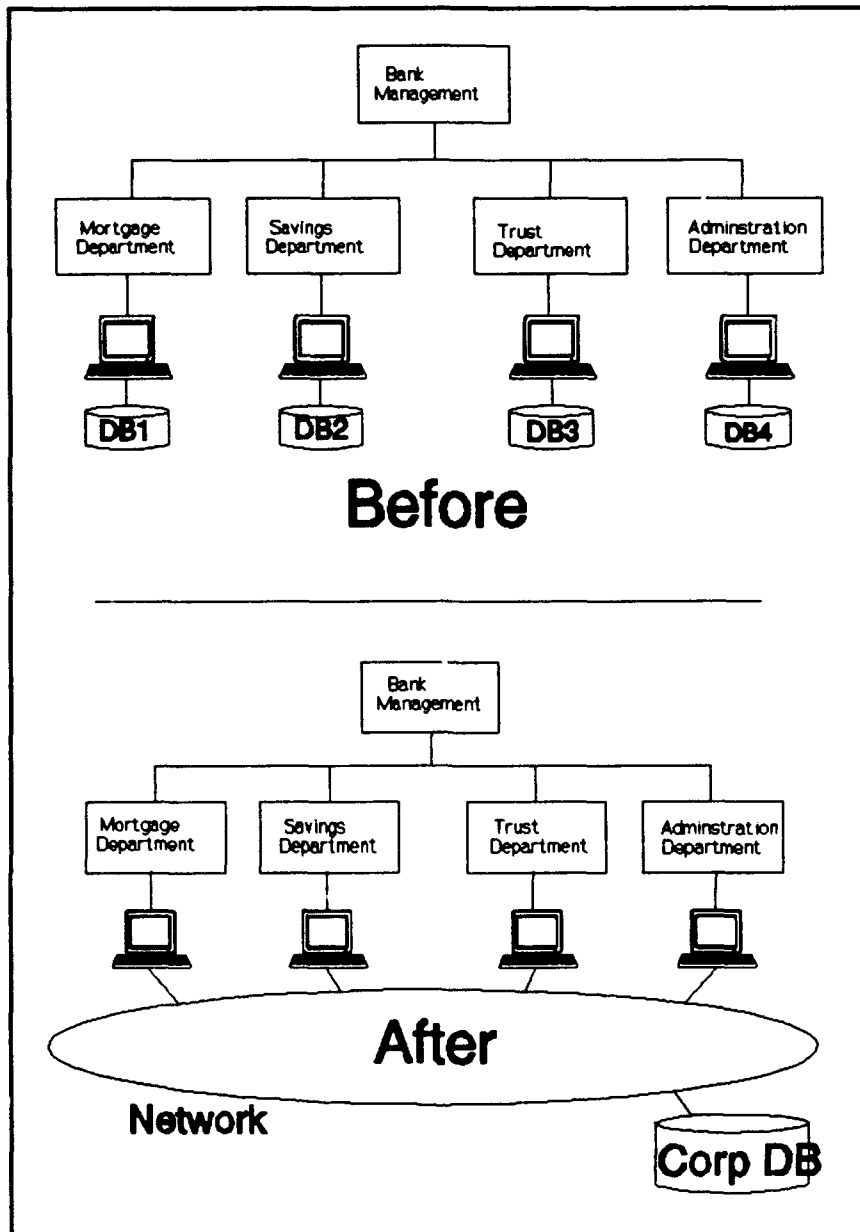 Bank
Management
Mortgage
Department
Savings
Department
Trust
Department
Adminstration
Department
DB1
DB2
DB3
DB4
Before
Bank
Management
Mortgage
Department
Savings
Department
Trust
Department
Adminstration
Department
After
Network
Corp DB